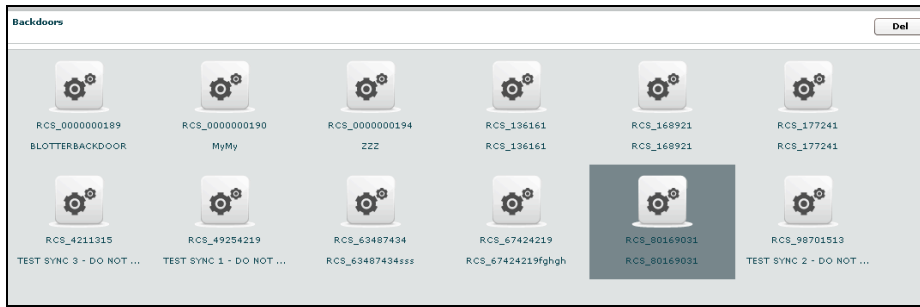 Backdoors
Del
RCS_0000000189 RCS_0000000190 RCS_0000000194 RCS_136161 RCS_168921 RCS_177241
BLOTTERBACKDOOR MyMy ZZZ RCS_136161 RCS_168921 RCS_177241
RCS_4211315 RCS_49254219 RCS_63487434 RCS_67424219 RCS_80169031 RCS_98701513
TEST SYNC 3 - DO NOT ... TEST SYNC 1 - DO NOT ... RCS_63487434sss RCS_67424219fghgh RCS_80169031 TEST SYNC 2 - DO NOT ...